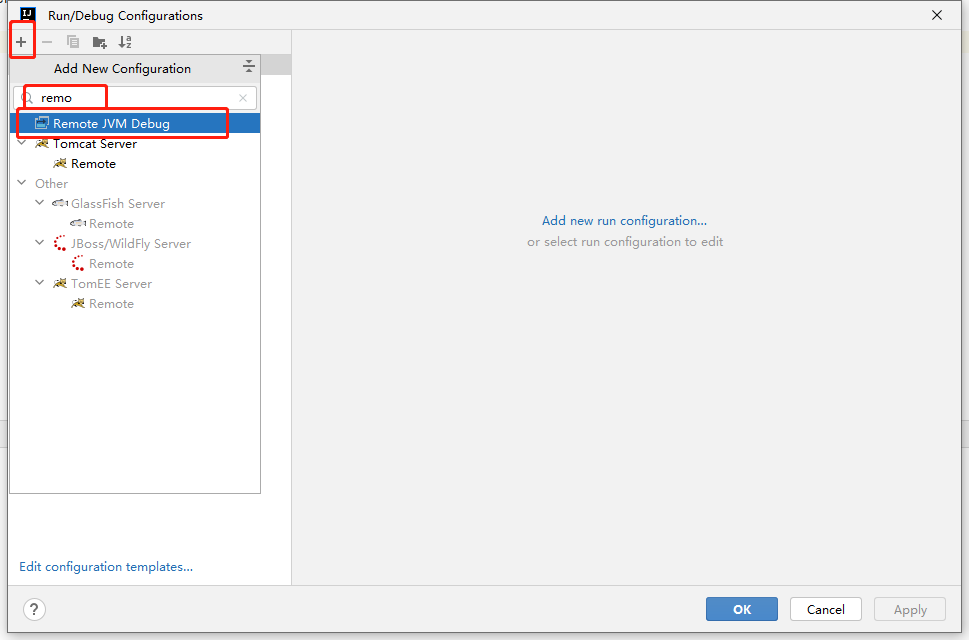 Run/Debug Configurations
Add New Configuration
remo
Remote JVM Debug
Tomcat Server
Remote
Other
GlassFish Server
Remote
JBoss/WildFly Server
Remote
TomEE Server
Remote
Add new run configuration...
or select run configuration to edit
Edit configuration templates...
?
OK
Cancel
Apply